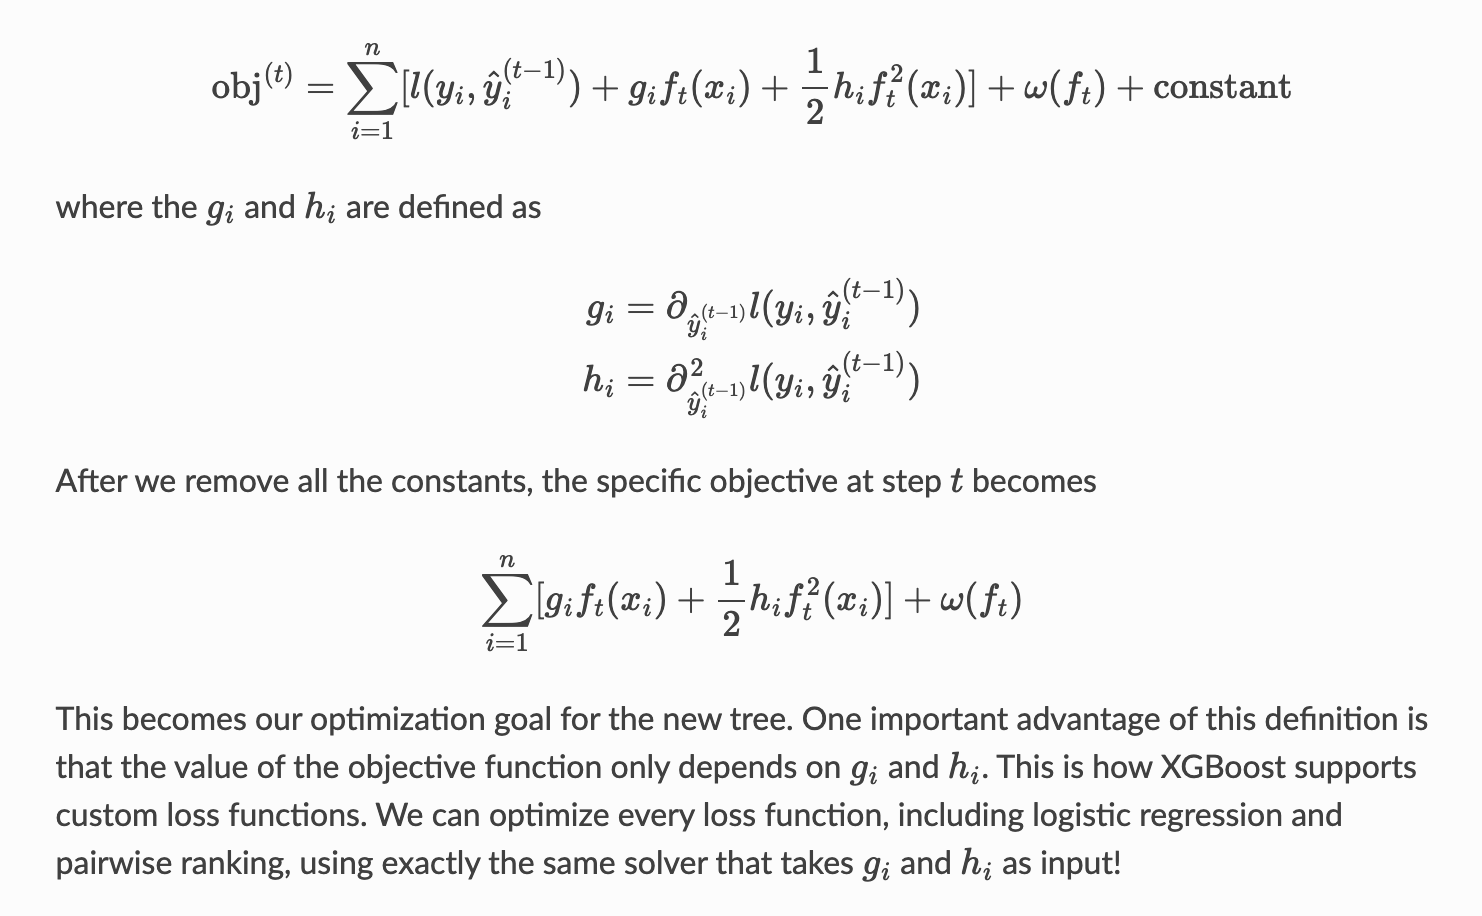 obj^{(t)} = \sum_{i=1}^{n} [l(y_i, \hat{y}_i^{(t-1)}) + g_i f_t(x_i) + \frac{1}{2} h_i f_t^2(x_i)] + \omega(f_t) + constant
where the g_i and h_i are defined as
g_i = \partial_{\hat{y}_i^{(t-1)}} l(y_i, \hat{y}_i^{(t-1)})
h_i = \partial_{\hat{y}_i^{(t-1)}}^2 l(y_i, \hat{y}_i^{(t-1)})
After we remove all the constants, the specific objective at step t becomes
\sum_{i=1}^{n} [g_i f_t(x_i) + \frac{1}{2} h_i f_t^2(x_i)] + \omega(f_t)
This becomes our optimization goal for the new tree. One important advantage of this definition is
that the value of the objective function only depends on g_i and h_i. This is how XGBoost supports
custom loss functions. We can optimize every loss function, including logistic regression and
pairwise ranking, using exactly the same solver that takes g_i and h_i as input!